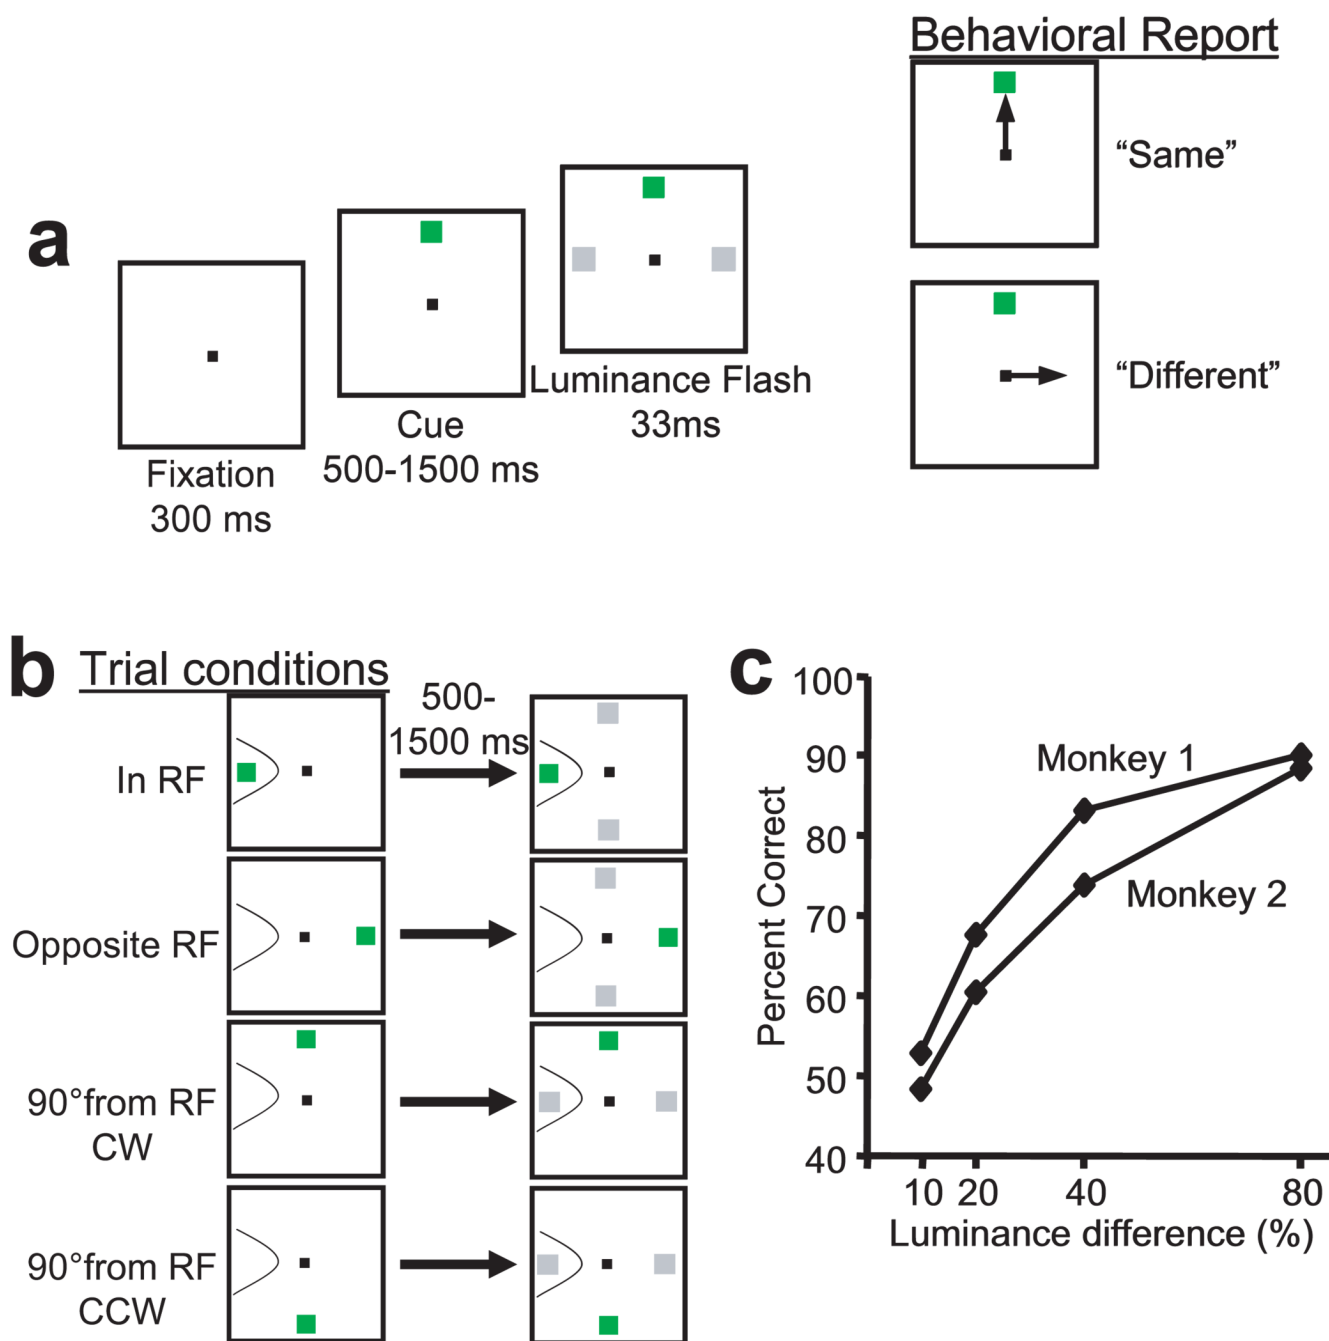 Behavioral Report
a
"Same"
"Different"
Fixation
300 ms
Cue
500-1500 ms
Luminance Flash
33ms
b
Trial conditions
500-
1500 ms
In RF
Opposite RF
90°from RF
CW
90°from RF
CCW
c
Percent Correct
100
90
80
70
60
50
40
Monkey 1
Monkey 2
10
20
40
80
Luminance difference (%)